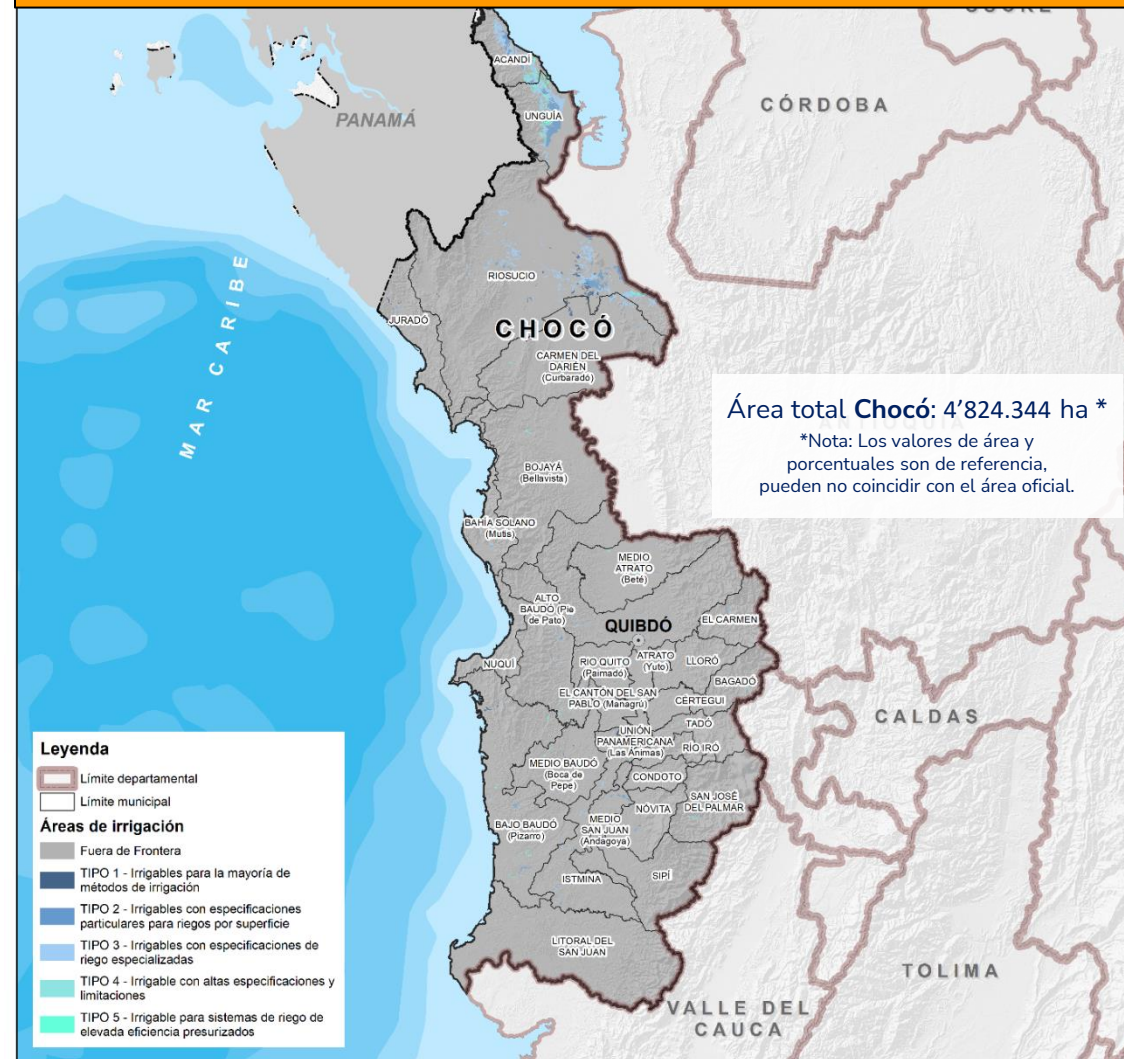 SUCRE
ACANDÍ
CÓRDOBA
PANAMÁ
UNGUÍA
MAR CARIBE
RIOSUCIO
JURADÓ
CHOCÓ
CARMEN DEL
DARIÉN
(Curbaradó)
Área total Chocó: 4’824.344 ha *
ANTIOQUIA
*Nota: Los valores de área y
porcentuales son de referencia,
pueden no coincidir con el área oficial.
BOJAYÁ
(Bellavista)
BAHÍA SOLANO
(Mutis)
MEDIO
ATRATO
(Beté)
ALTO
BAUDÓ (Pie
de Pato)
QUIBDÓ
EL CARMEN
NUQUÍ
RIO QUITO
(Paimadó)
ATRATO
(Yuto)
LLORÓ
BAGADÓ
EL CANTÓN DEL SAN
PABLO (Managrú)
CÉRTEGUI
CALDAS
TADÓ
UNIÓN
PANAMERICANA
(Las Ánimas)
RÍO IRÓ
MEDIO BAUDÓ
(Boca de
Pepe)
CONDOTO
SAN JOSÉ
DEL PALMAR
NÓVITA
BAJO BAUDÓ
(Pizarro)
MEDIO
SAN JUAN
(Andagoya)
ISTMINA
SIPÍ
LITORAL DEL
SAN JUAN
TOLIMA
VALLE DEL
CAUCA
Leyenda
Límite departamental
Límite municipal
Áreas de irrigación
Fuera de Frontera
TIPO 1 - Irrigables para la mayoría de
métodos de irrigación
TIPO 2 - Irrigables con especificaciones
particulares para riegos por superficie
TIPO 3 - Irrigables con especificaciones de
riego especializadas
TIPO 4 - Irrigable con altas especificaciones y
limitaciones
TIPO 5 - Irrigable para sistemas de riego de
elevada eficiencia presurizados